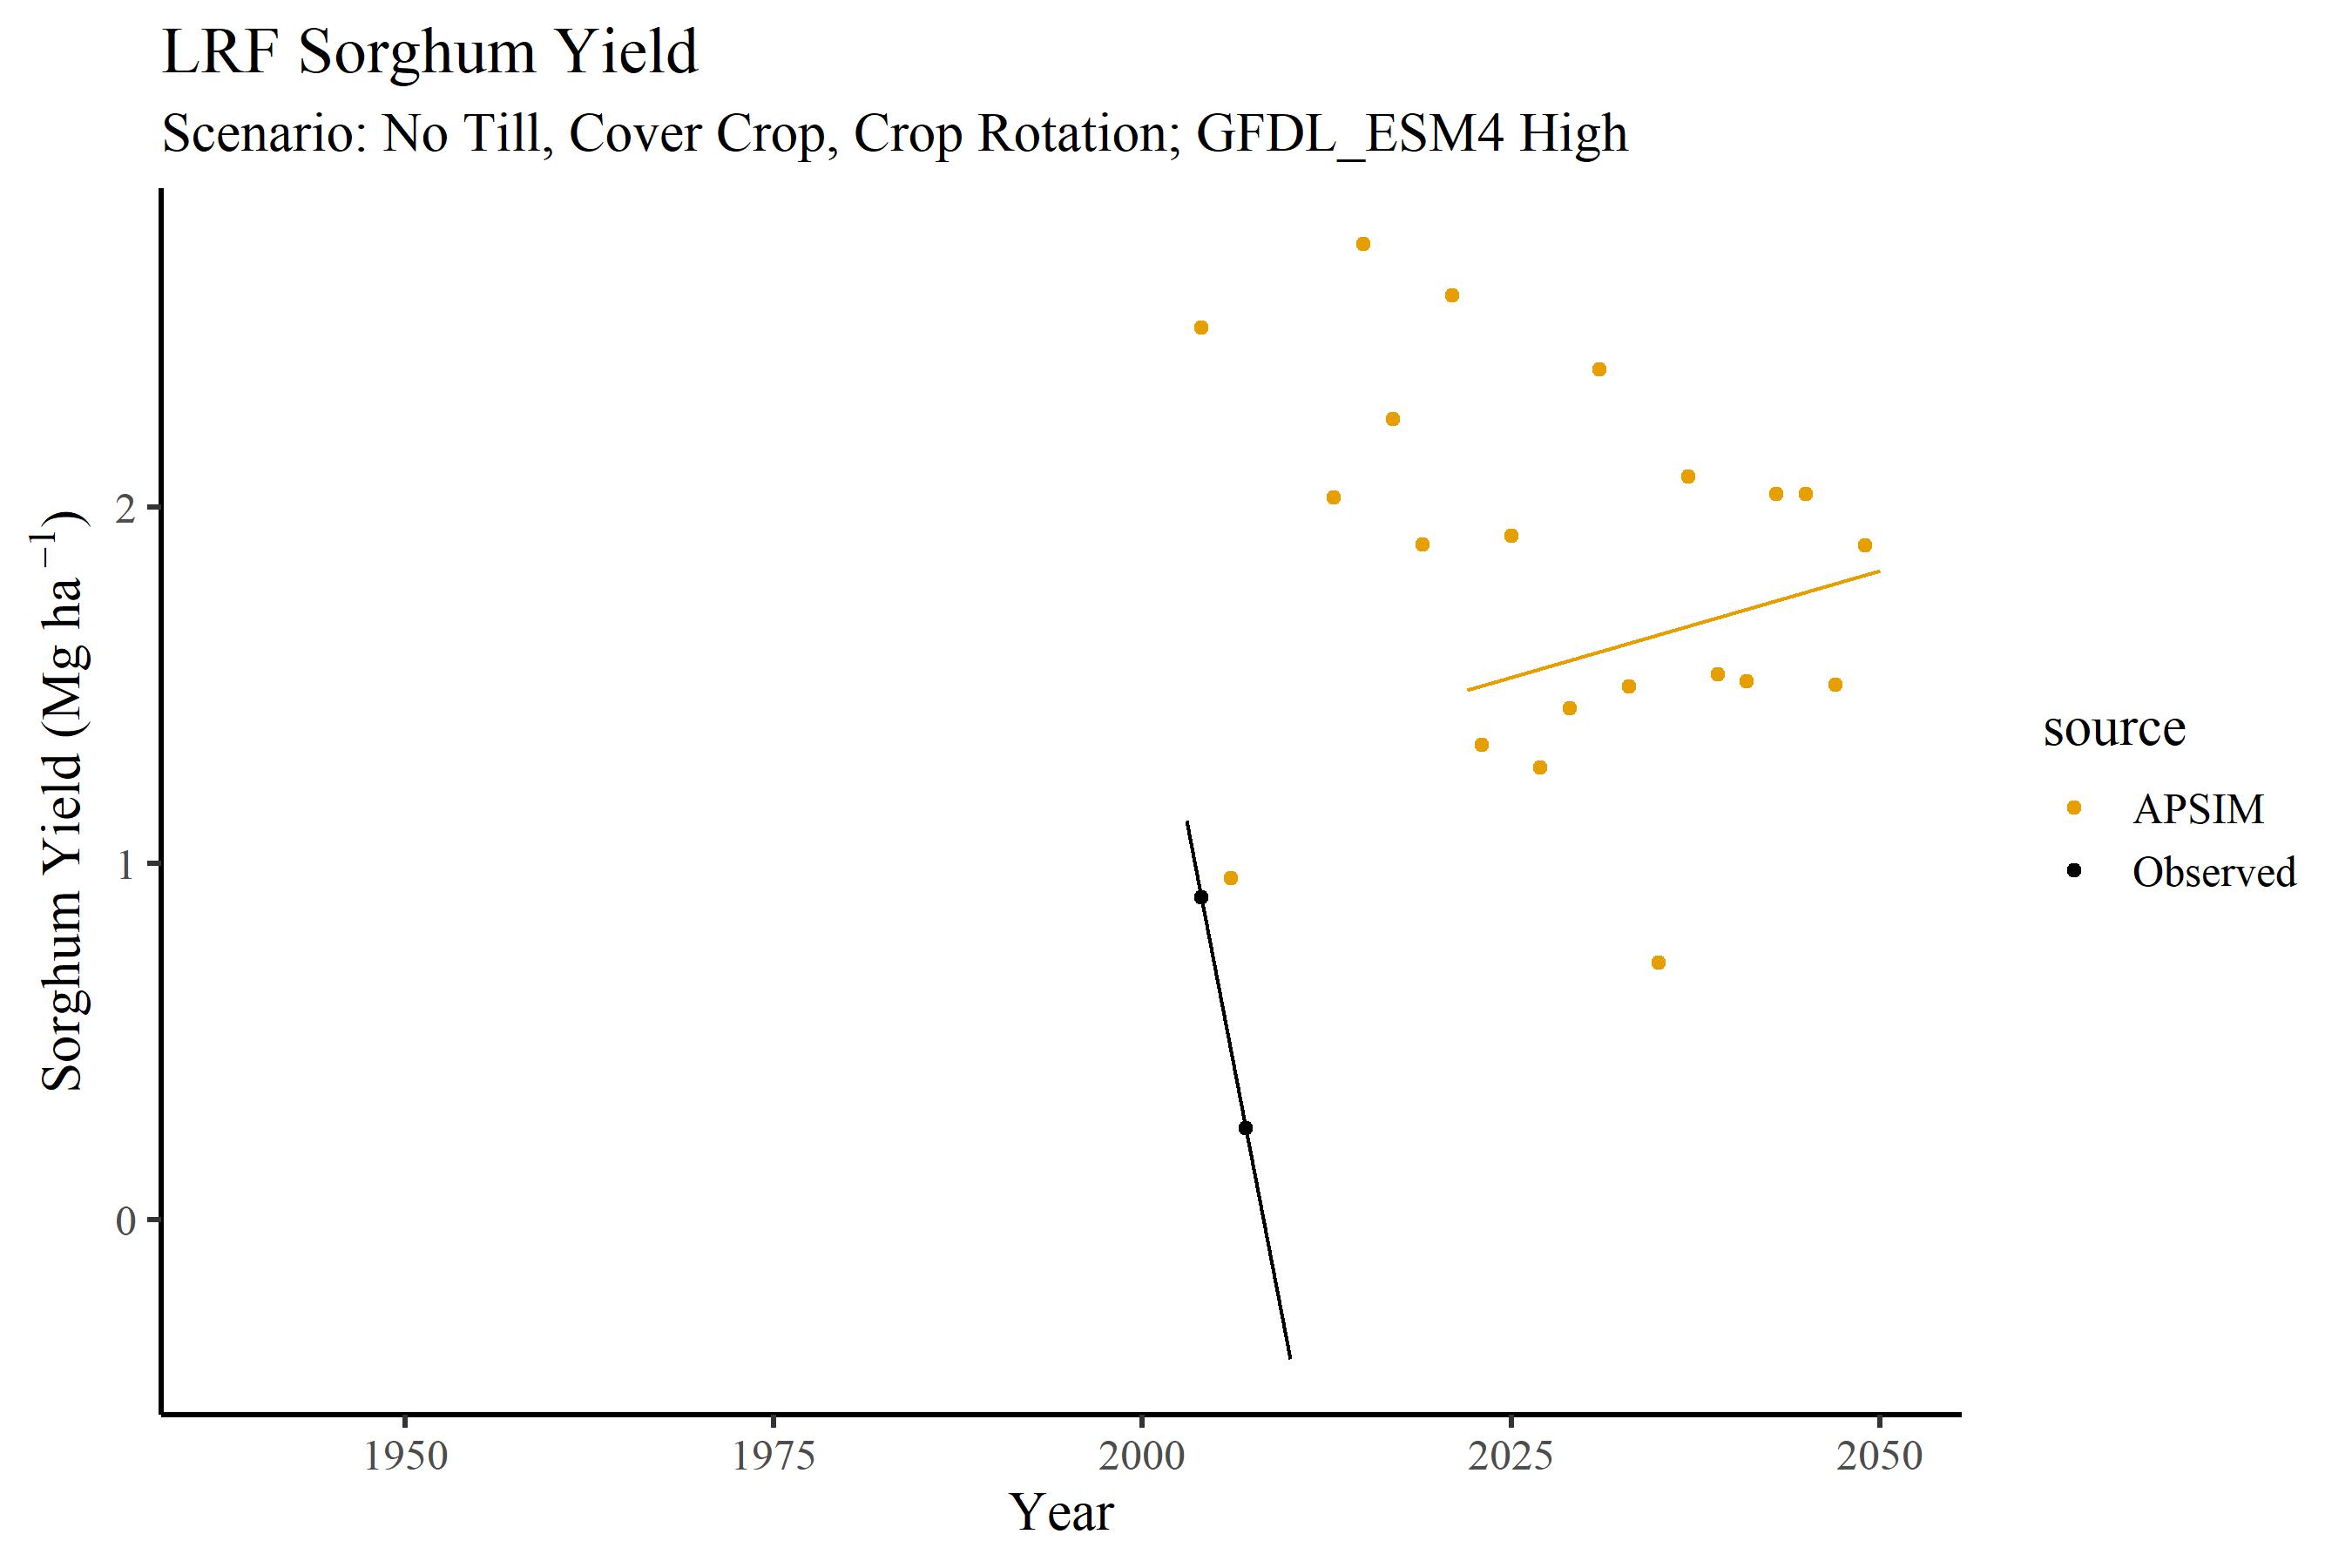 LRF Sorghum Yield
Scenario: No Till, Cover Crop, Crop Rotation; GFDL_ESM4 High
Sorghum Yield (Mg ha⁻¹)
2
1
0
1950
1975
2000
2025
2050
Year
source
APSIM
Observed